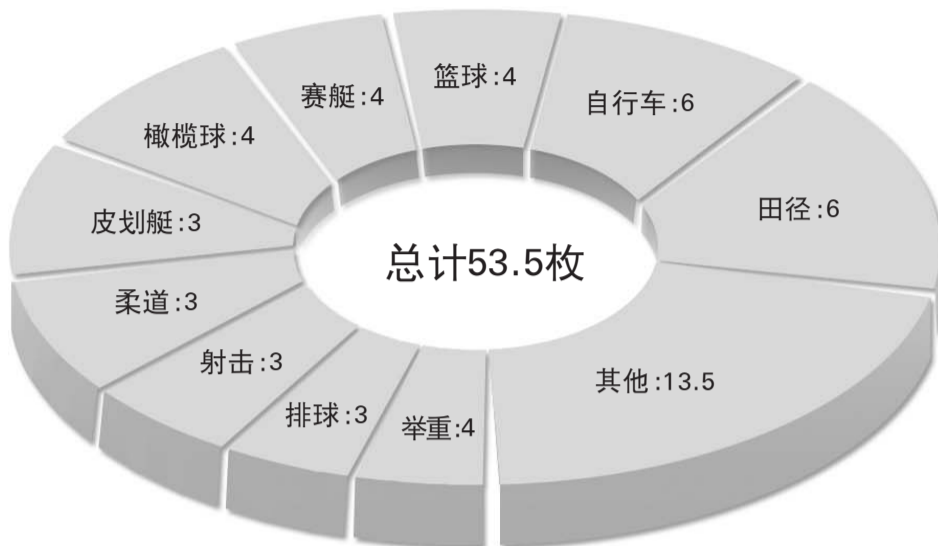 篮球:4
自行车:6
赛艇:4
橄榄球:4
田径:6
皮划艇:3
总计53.5枚
柔道:3
射击:3
其他:13.5
排球:3
举重:4